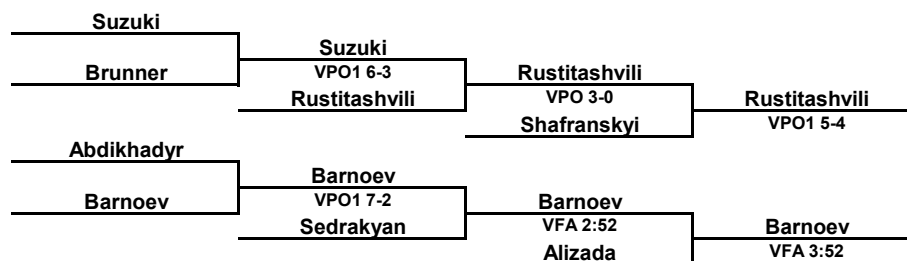 Suzuki
Suzuki
Brunner
VPO1 6-3
Rustitashvili
Rustitashvili
VPO 3-0
Rustitashvili
Shafranskyi
VPO1 5-4
Abdikhadyr
Barnoev
Barnoev
VPO1 7-2
Barnoev
Sedrakyan
VFA 2:52
Barnoev
Alizada
VFA 3:52